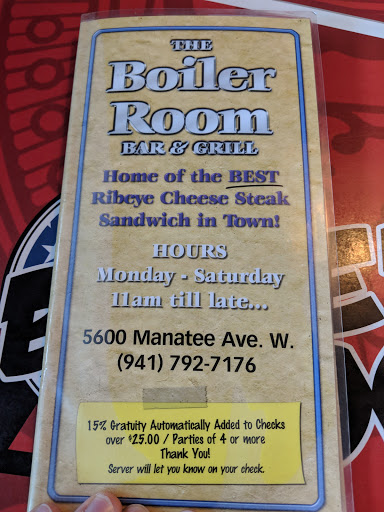 THE
Boiler
Room
BAR & GRILL
Home of the BEST
Ribeye Cheese Steak
Sandwich in Town!
HOURS
Monday - Saturday
11am till late...
5600 Manatee Ave. W.
(941) 792-7176
15% Gratuity Automatically Added to Checks
over $25.00 / Parties of 4 or more
Thank You!
Server will let you know on your check.